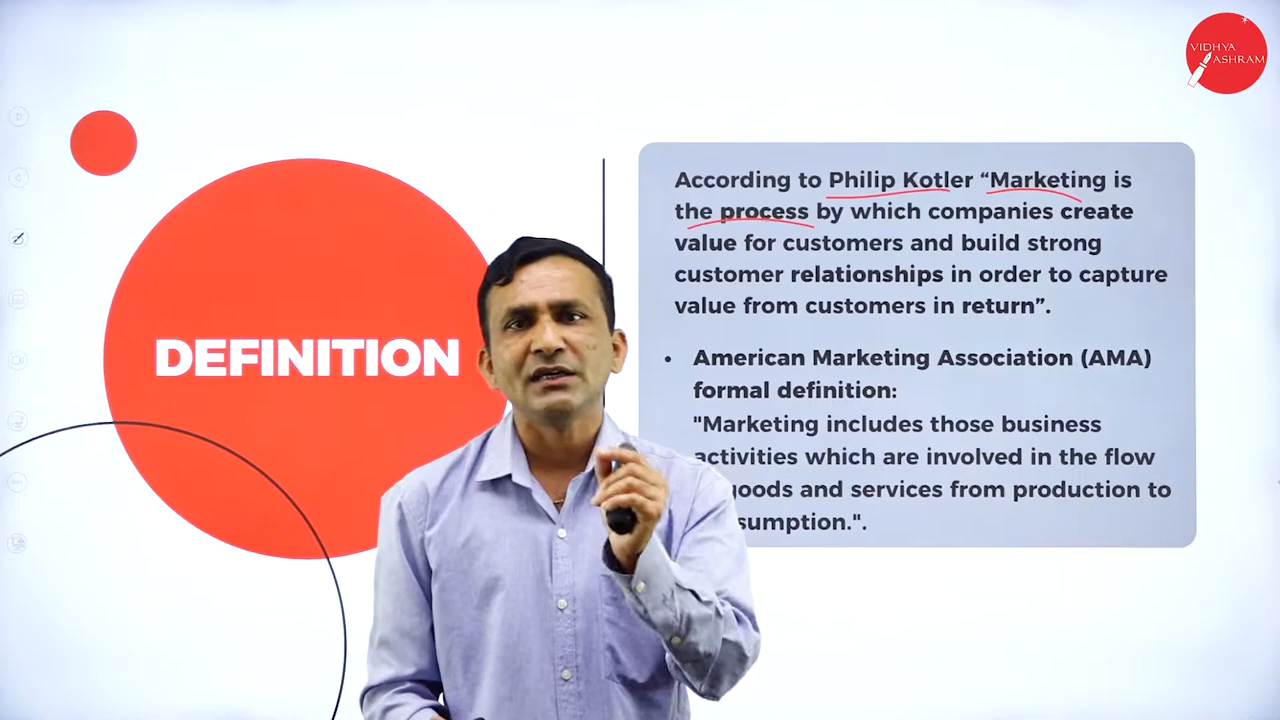 VIDHYA
ASHRAM
DEFINITION
According to Philip Kotler “Marketing is
the process by which companies create
value for customers and build strong
customer relationships in order to capture
value from customers in return”.
• American Marketing Association (AMA)
formal definition:
"Marketing includes those business
activities which are involved in the flow
goods and services from production to
sumption.".